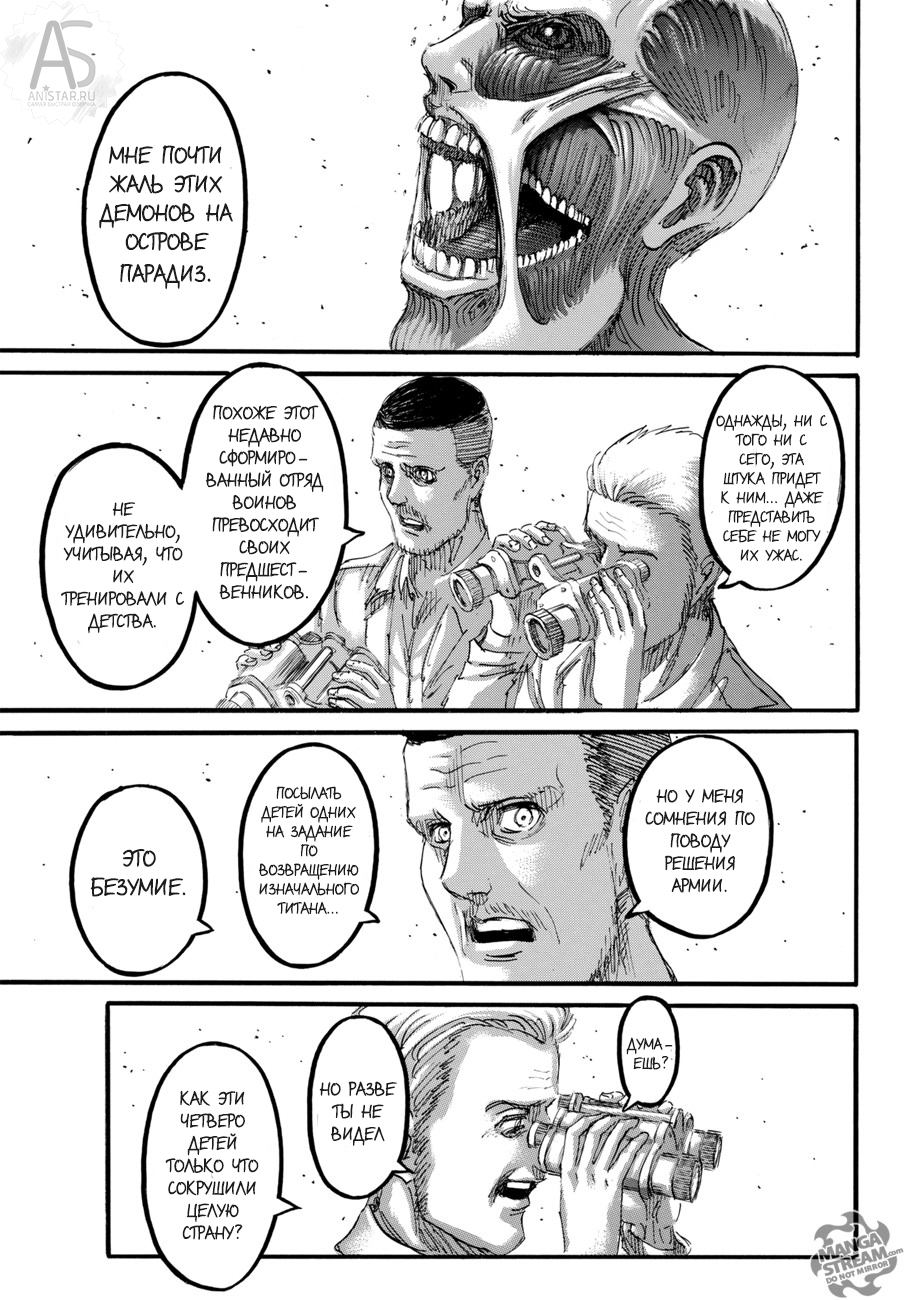 AS
ANISTAR.RU
САМАЯ БЫСТРАЯ ОЗВУЧКА
МНЕ ПОЧТИ
ЖАЛЬ ЭТИХ
ДЕМОНОВ НА
ОСТРОВЕ
ПАРАДИЗ.
ОДНАЖДЫ, НИ С
ТОГО НИ С
СЕГО, ЭТА
ШТУКА ПРИДЕТ
К НИМ... ДАЖЕ
ПРЕДСТАВИТЬ
СЕБЕ НЕ МОГУ
ИХ УЖАС.
ПОХОЖЕ ЭТОТ
НЕДАВНО
СФОРМИРО-
ВАННЫЙ ОТРЯД
ВОИНОВ
ПРЕВОСХОДИТ
СВОИХ
ПРЕДШЕСТ-
ВЕННИКОВ.
НЕ
УДИВИТЕЛЬНО,
УЧИТЫВАЯ, ЧТО
ИХ
ТРЕНИРОВАЛИ С
ДЕТСТВА.
НО У МЕНЯ
СОМНЕНИЯ ПО
ПОВОДУ
РЕШЕНИЯ
АРМИИ.
ПОСЫЛАТЬ
ДЕТЕЙ ОДНИХ
НА ЗАДАНИЕ
ПО
ВОЗВРАЩЕНИЮ
ИЗНАЧАЛЬНОГО
ТИТАНА...
ЭТО
БЕЗУМИЕ.
ДУМА-
ЕШЬ?
НО РАЗВЕ
ТЫ НЕ
ВИДЕЛ
КАК ЭТИ
ЧЕТВЕРО
ДЕТЕЙ
ТОЛЬКО ЧТО
СОКРУШИЛИ
ЦЕЛУЮ
СТРАНУ?
MANGA
STREAM.com
DO NOT MIRROR